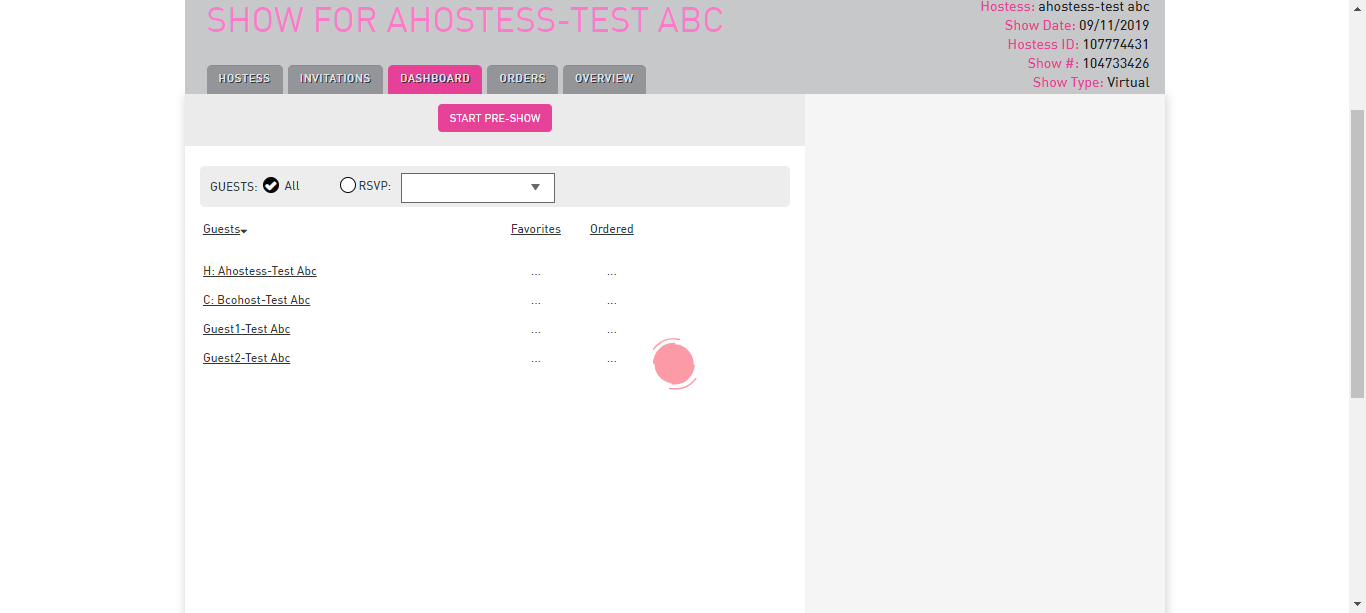 SHOW FOR AHOSTESS-TEST ABC
Hostess: ahostess-test abc
Show Date: 09/11/2019
Hostess ID: 107774431
Show #: 104733426
Show Type: Virtual
HOSTESS INVITATIONS DASHBOARD ORDERS OVERVIEW
START PRE-SHOW
GUESTS: All RSVP:
Guests Favorites Ordered
H: Ahostess-Test Abc ... ...
C: Bcohost-Test Abc ... ...
Guest1-Test Abc ... ...
Guest2-Test Abc ... ...